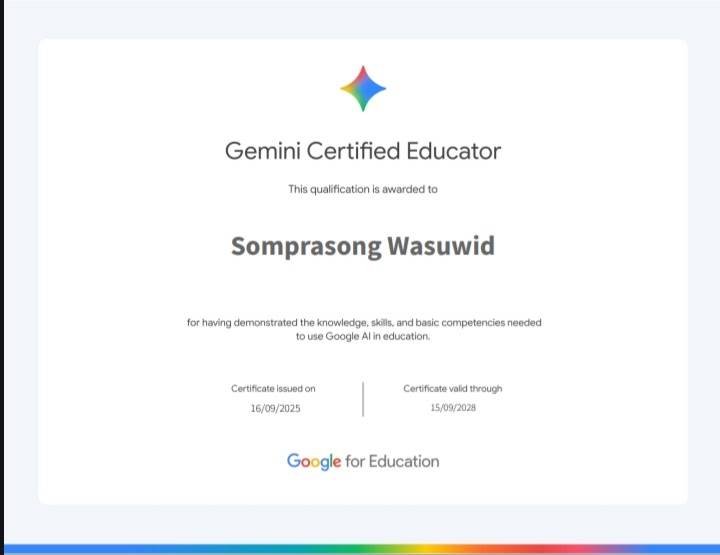 Gemini Certified Educator
This qualification is awarded to
Somprasong Wasuwid
for having demonstrated the knowledge, skills, and basic competencies needed
to use Google AI in education.
Certificate issued on
16/09/2025
Certificate valid through
15/09/2028
Google for Education